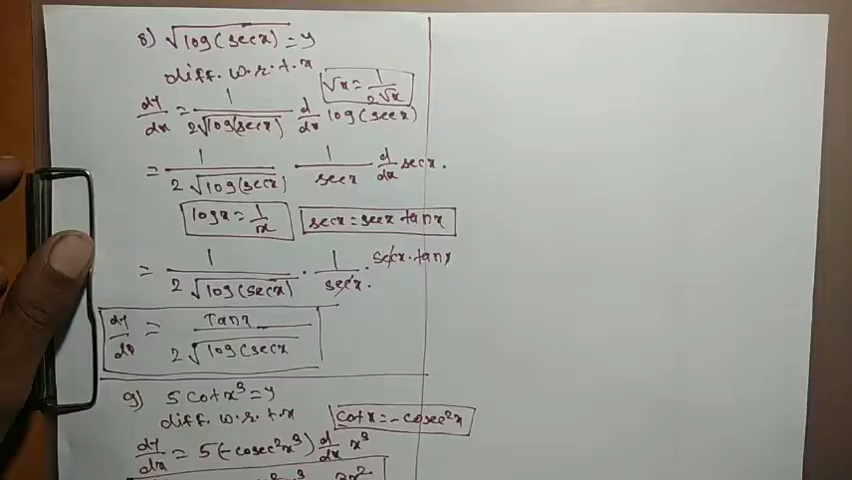 8) √log(secx) = y
diff. w.r.t.x √x = 1/2√x
dy/dx = 1/2√log(secx) d/dx log(secx)
= 1/2√log(secx) 1/secx d/dx secx.
logx = 1/x secx = secx tanx
= 1/2√log(secx) · 1/secx · secx·tanx
dy/dx = Tanx/2√log(secx
9) 5 cotx³ = y
diff. w.r.t.x cotx = -cosec²x
dy/dx = 5(-cosec²x³) d/dx x³